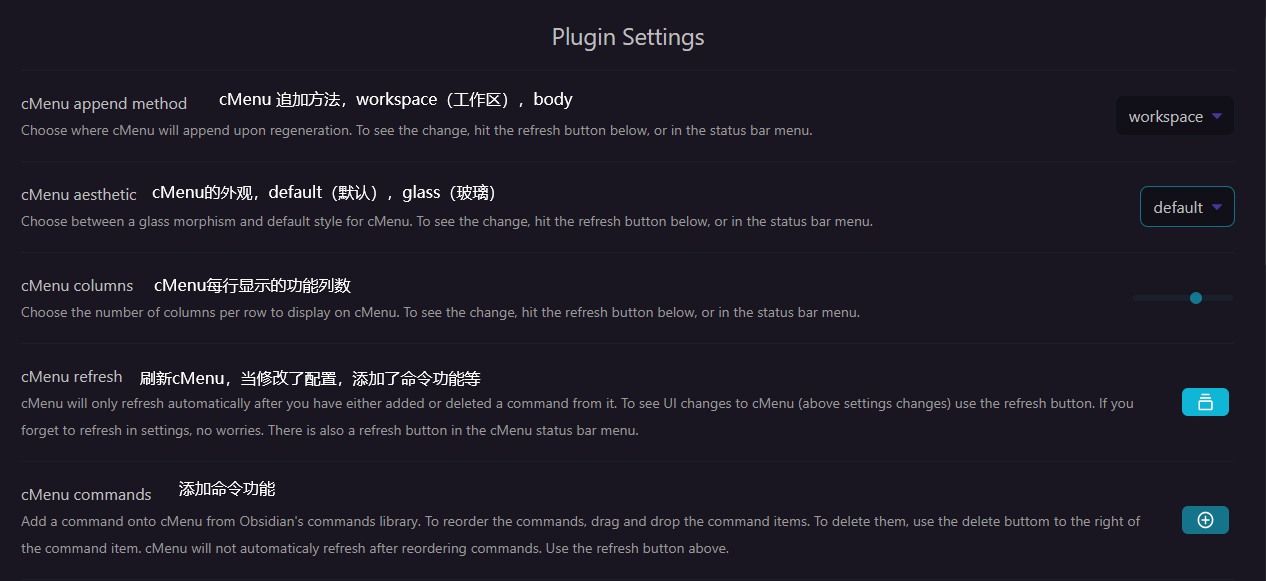 Plugin Settings
cMenu append method cMenu 追加方法，workspace（工作区），body
Choose where cMenu will append upon regeneration. To see the change, hit the refresh button below, or in the status bar menu.
workspace
cMenu aesthetic cMenu的外观，default（默认），glass（玻璃）
Choose between a glass morphism and default style for cMenu. To see the change, hit the refresh button below, or in the status bar menu.
default
cMenu columns cMenu每行显示的功能列数
Choose the number of columns per row to display on cMenu. To see the change, hit the refresh button below, or in the status bar menu.
cMenu refresh 刷新cMenu，当修改了配置，添加了命令功能等
cMenu will only refresh automatically after you have either added or deleted a command from it. To see UI changes to cMenu (above settings changes) use the refresh button. If you
forget to refresh in settings, no worries. There is also a refresh button in the cMenu status bar menu.
cMenu commands 添加命令功能
Add a command onto cMenu from Obsidian's commands library. To reorder the commands, drag and drop the command items. To delete them, use the delete buttom to the right of
the command item. cMenu will not automaticaly refresh after reordering commands. Use the refresh button above.